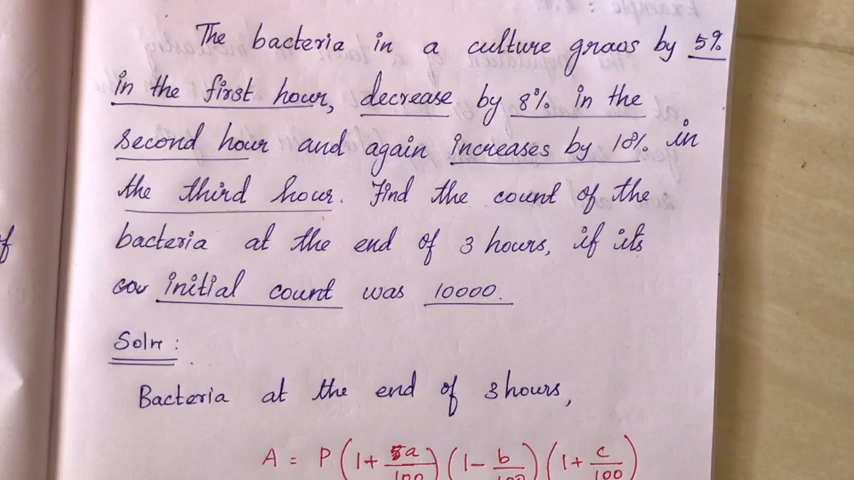 The bacteria in a culture grows by 5%
in the first hour, decrease by 8% in the
second hour and again increases by 10% in
the third hour. Find the count of the
bacteria at the end of 3 hours, if its
cou initial count was 10000.
Soln :
Bacteria at the end of 3 hours,
A = P(1+ a/100)(1- b/100)(1+ c/100)
of